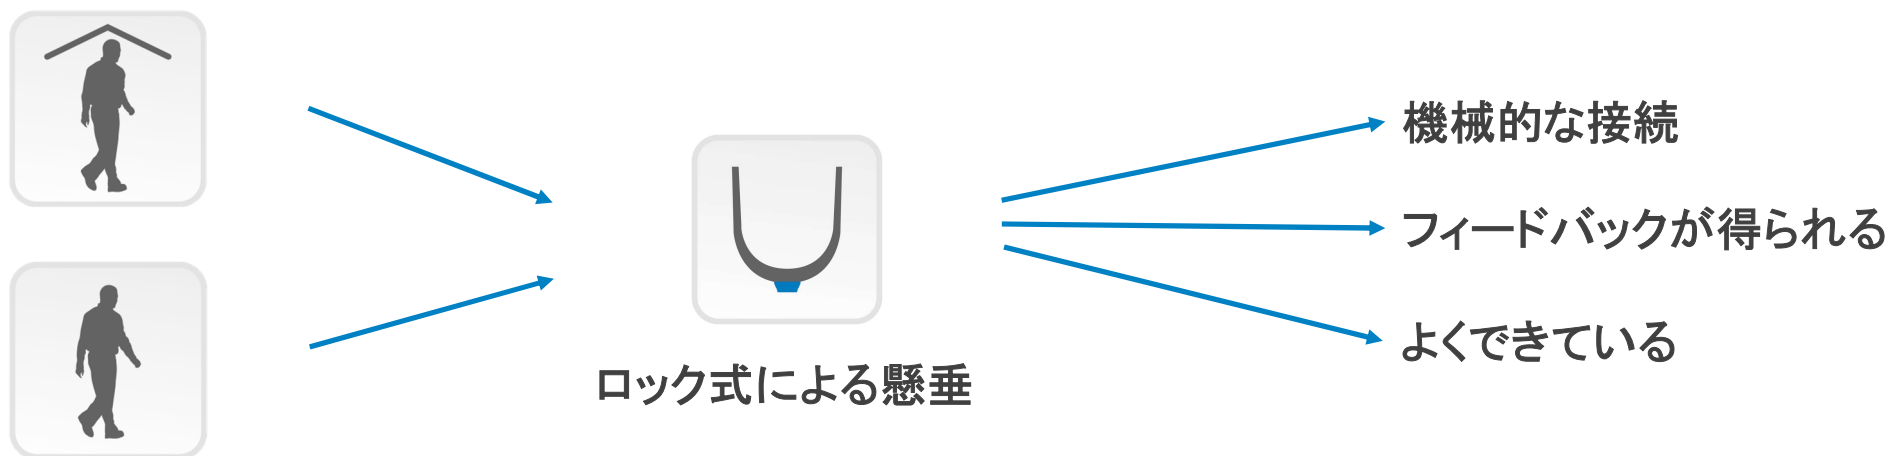 機械的な接続
フィードバックが得られる
よくできている
ロック式による懸垂